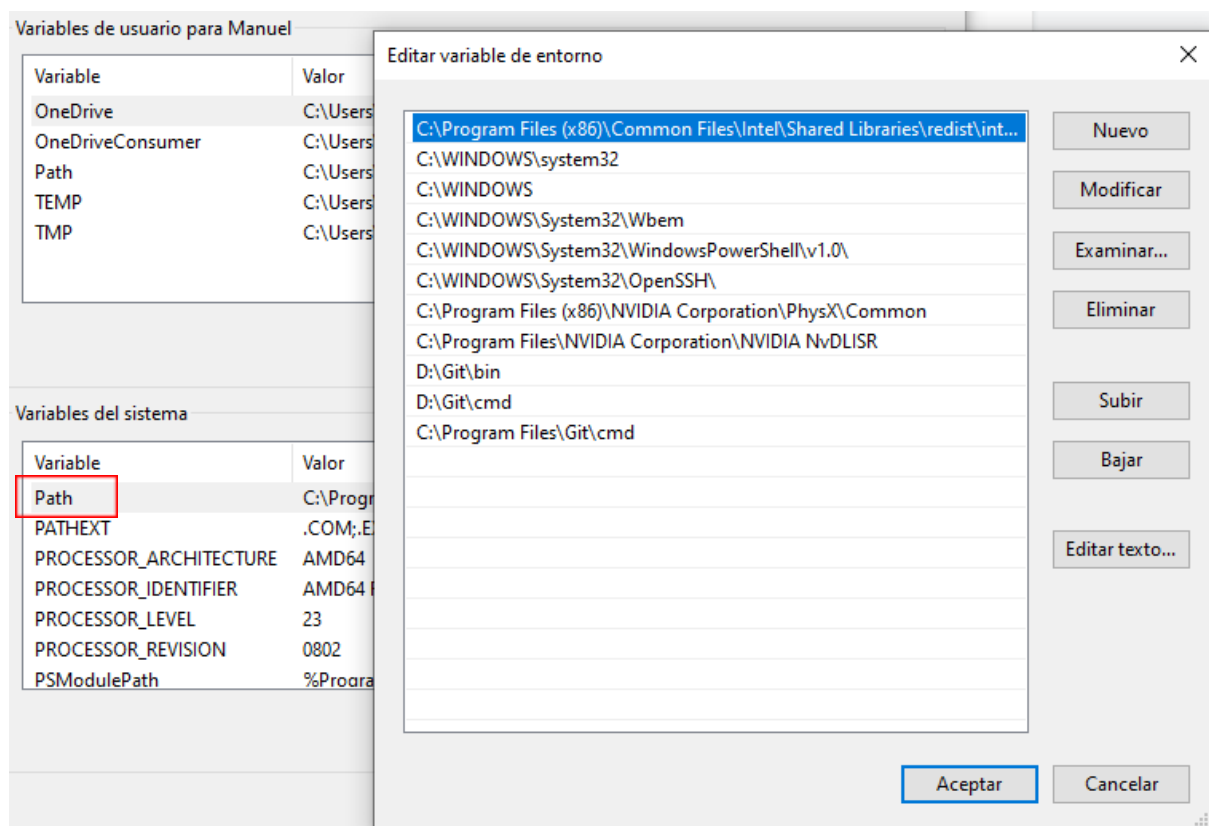 Variables de usuario para Manuel
Variable Valor
OneDrive C:\Users
OneDriveConsumer C:\Users
Path C:\Users
TEMP C:\Users
TMP C:\Users
Variables del sistema
Variable Valor
Path C:\Progr
PATHEXT .COM;.E
PROCESSOR_ARCHITECTURE AMD64
PROCESSOR_IDENTIFIER AMD64
PROCESSOR_LEVEL 23
PROCESSOR_REVISION 0802
PSModulePath %Progra
Editar variable de entorno
C:\Program Files (x86)\Common Files\Intel\Shared Libraries\redist\int...
C:\WINDOWS\system32
C:\WINDOWS
C:\WINDOWS\System32\Wbem
C:\WINDOWS\System32\WindowsPowerShell\v1.0\
C:\WINDOWS\System32\OpenSSH\
C:\Program Files (x86)\NVIDIA Corporation\PhysX\Common
C:\Program Files\NVIDIA Corporation\NVIDIA NvDLISR
D:\Git\bin
D:\Git\cmd
C:\Program Files\Git\cmd
Nuevo
Modificar
Examinar...
Eliminar
Subir
Bajar
Editar texto...
Aceptar
Cancelar